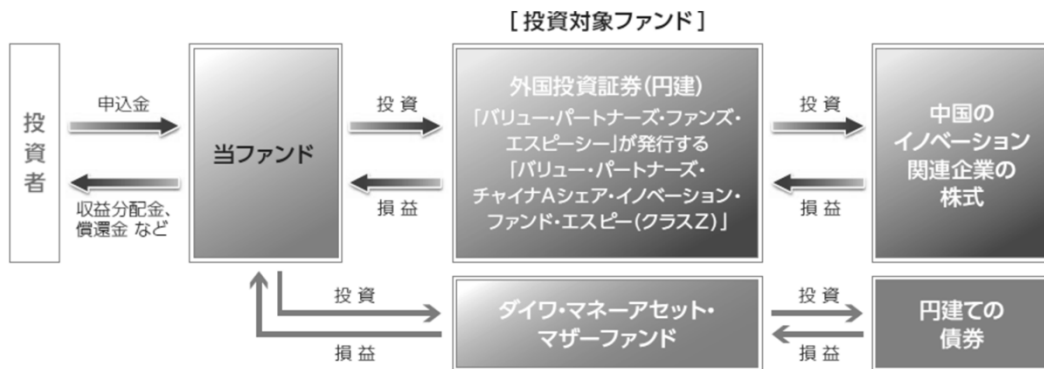 [ 投資対象ファンド ]
投資者
申込金
収益分配金、
償還金 など
当ファンド
投 資
損 益
外国投資証券(円建)
「バリュー・パートナーズ・ファンズ・
エスピーシー」が発行する
「バリュー・パートナーズ・
チャイナAシェア・イノベーション・
ファンド・エスピー(クラスZ)」
投 資
損 益
中国の
イノベーション
関連企業の
株式
投 資
損 益
ダイワ・マネーアセット・
マザーファンド
投 資
損 益
円建ての
債券